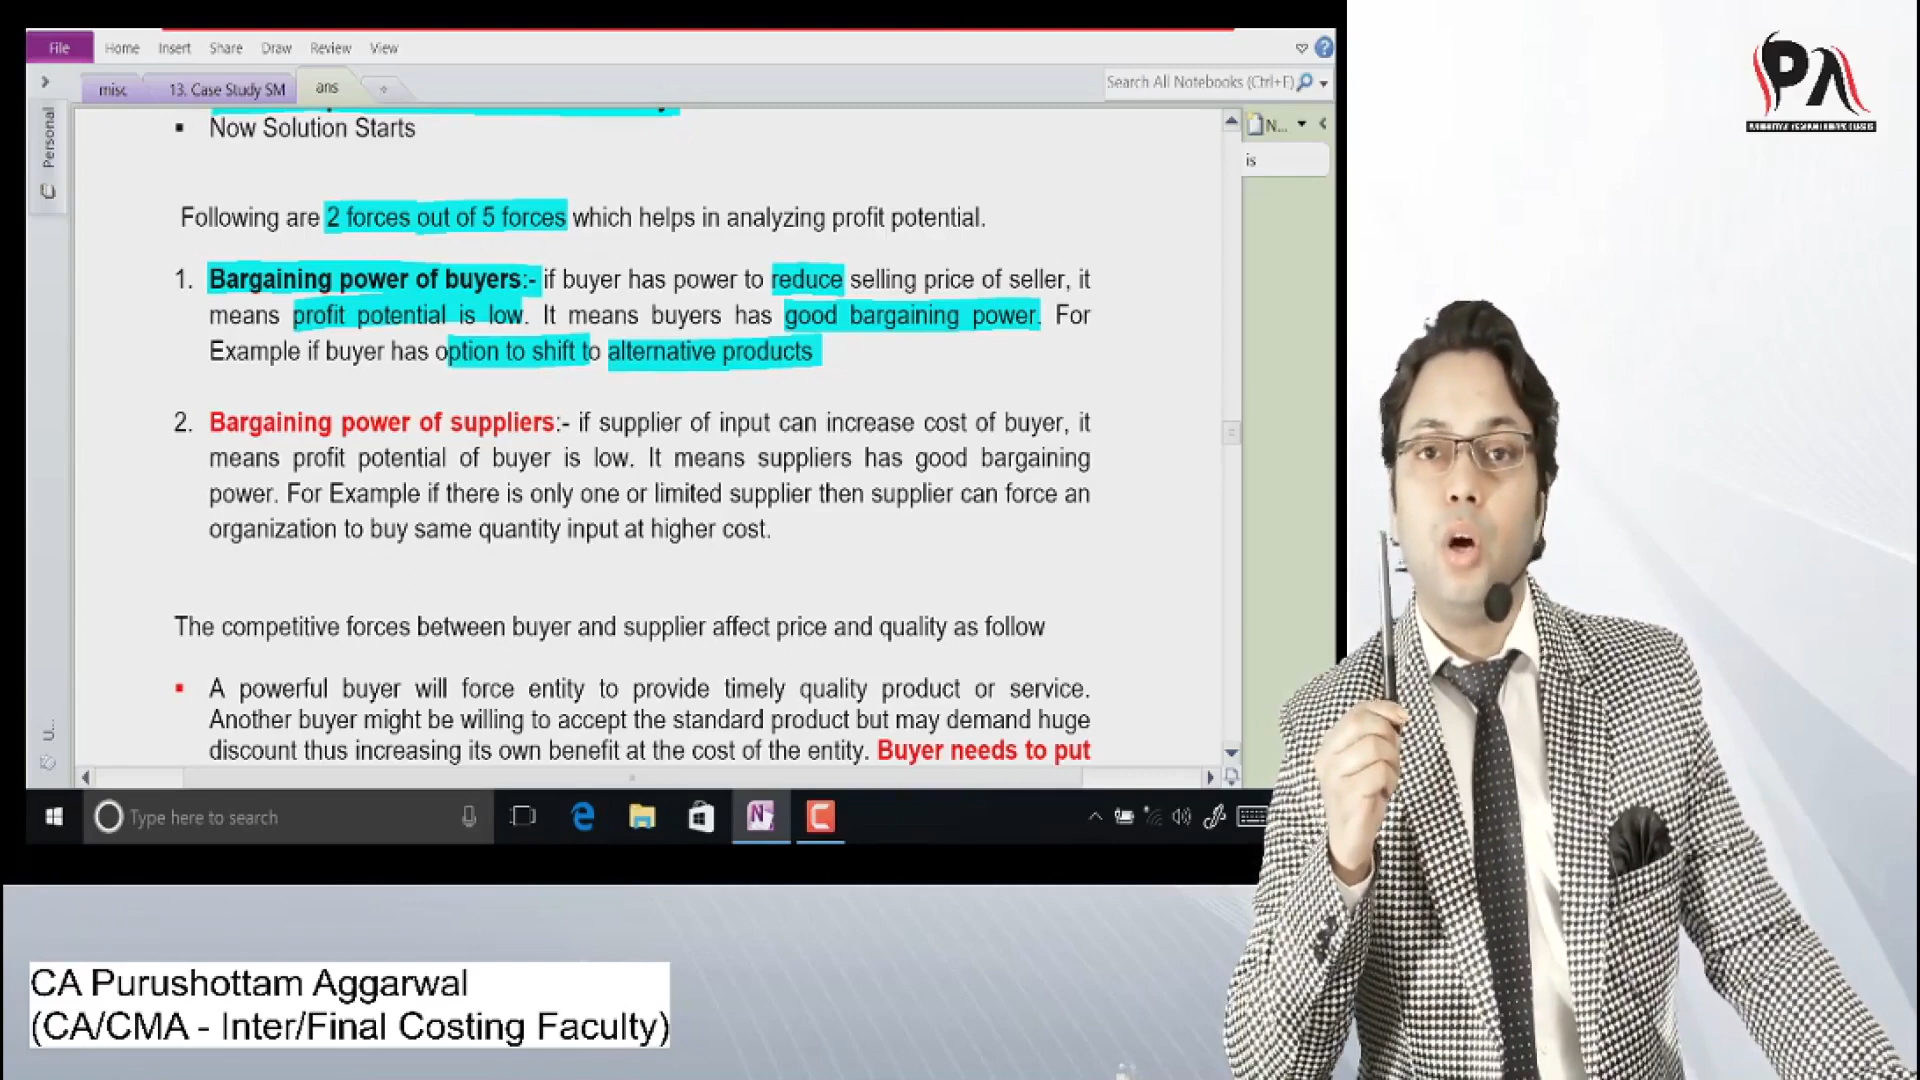 File Home Insert Share Draw Review View
misc 13. Case Study SM ans Search All Notebooks (Ctrl+E)
Personal
N...
is
▪ Now Solution Starts
Following are 2 forces out of 5 forces which helps in analyzing profit potential.
1. Bargaining power of buyers:- if buyer has power to reduce selling price of seller, it
means profit potential is low. It means buyers has good bargaining power. For
Example if buyer has option to shift to alternative products
2. Bargaining power of suppliers:- if supplier of input can increase cost of buyer, it
means profit potential of buyer is low. It means suppliers has good bargaining
power. For Example if there is only one or limited supplier then supplier can force an
organization to buy same quantity input at higher cost.
The competitive forces between buyer and supplier affect price and quality as follow
▪ A powerful buyer will force entity to provide timely quality product or service.
Another buyer might be willing to accept the standard product but may demand huge
discount thus increasing its own benefit at the cost of the entity. Buyer needs to put
U...
Type here to search
PA
CA Purushottam Aggarwal
(CA/CMA - Inter/Final Costing Faculty)